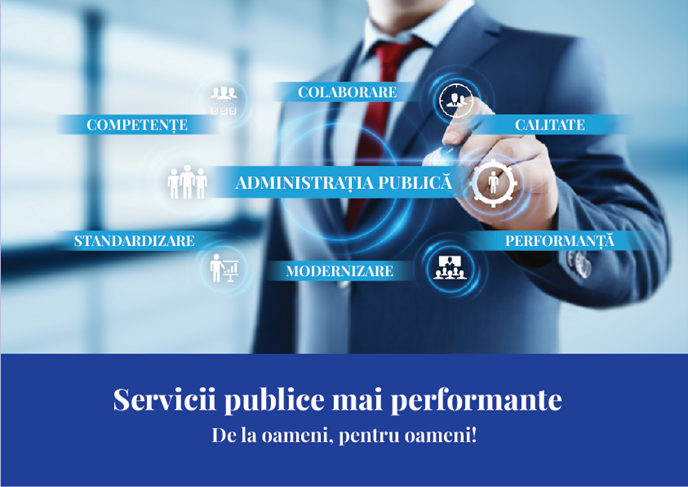 COLABORARE
COMPETENȚE
CALITATE
ADMINISTRAȚIA PUBLICĂ
STANDARDIZARE
PERFORMANȚĂ
MODERNIZARE
Servicii publice mai performante
De la oameni, pentru oameni!